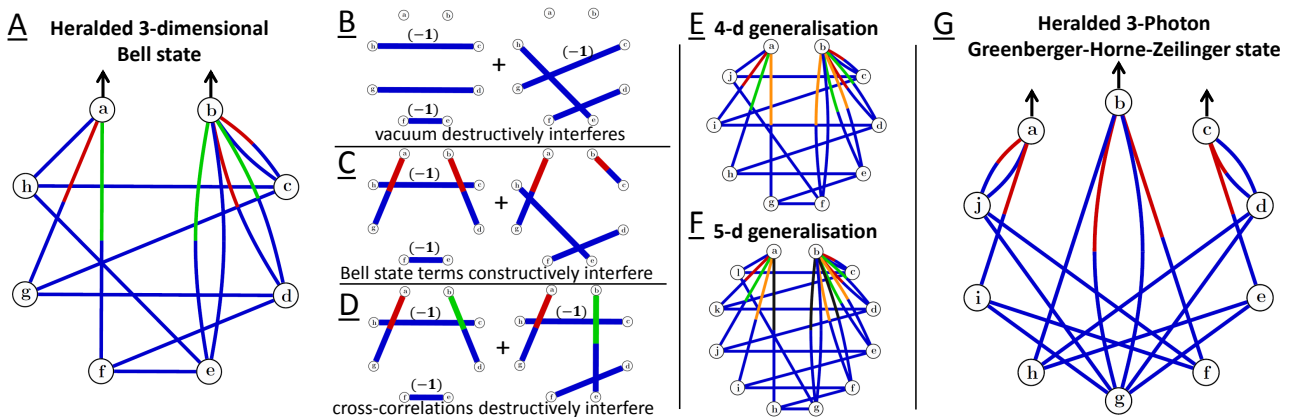 A
Heralded 3-dimensional
Bell state
a
b
h
c
g
d
f
e
B
a
b
a
b
h
(−1)
c
+
h
(−1)
c
g
d
g
d
f
(−1)
e
f
e
vacuum destructively interferes
C
a
b
a
b
h
(−1)
c
+
h
c
g
d
g
d
f
(−1)
e
f
e
Bell state terms constructively interfere
D
a
b
a
b
h
(−1)
c
+
h
(−1)
c
g
d
g
d
f
(−1)
e
f
e
cross-correlations destructively interfere
E
4-d generalisation
a
b
j
c
i
d
h
e
g
f
F
5-d generalisation
a
b
l
c
k
d
j
e
i
f
h
g
G
Heralded 3-Photon
Greenberger-Horne-Zeilinger state
b
a
c
j
d
i
e
h
f
g